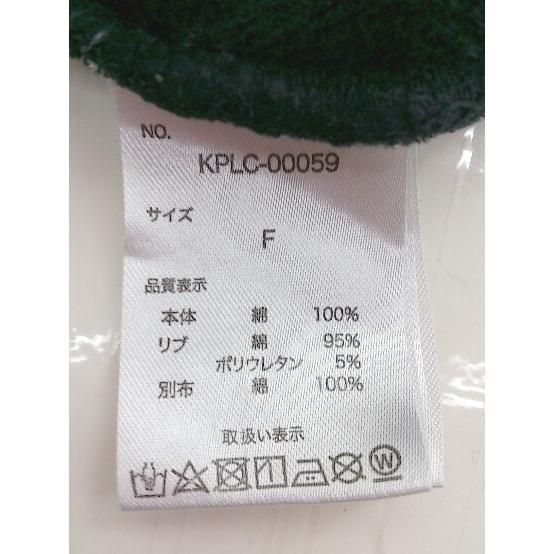 NO.
KPLC-00059
サイズ
F
品質表示
本体 綿 100%
リブ 綿 95%
ポリウレタン 5%
別布 綿 100%
取扱い表示
W